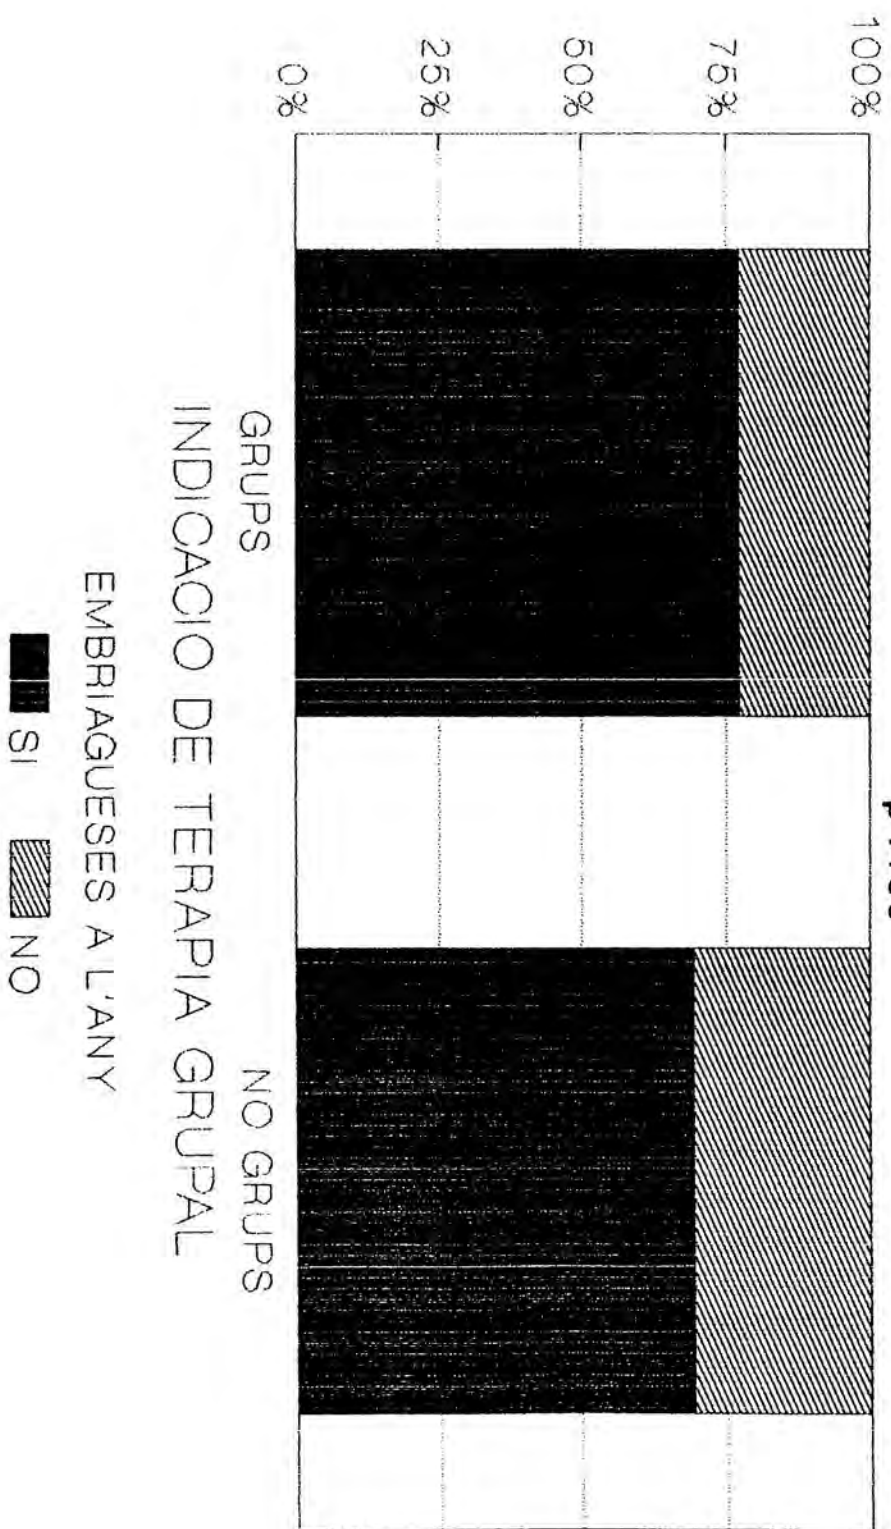 100%
75%
50%
25%
0%
GRUPS NO GRUPS
INDICACIO DE TERAPIA GRUPAL
EMBRIAGUESES A L'ANY
SI NO